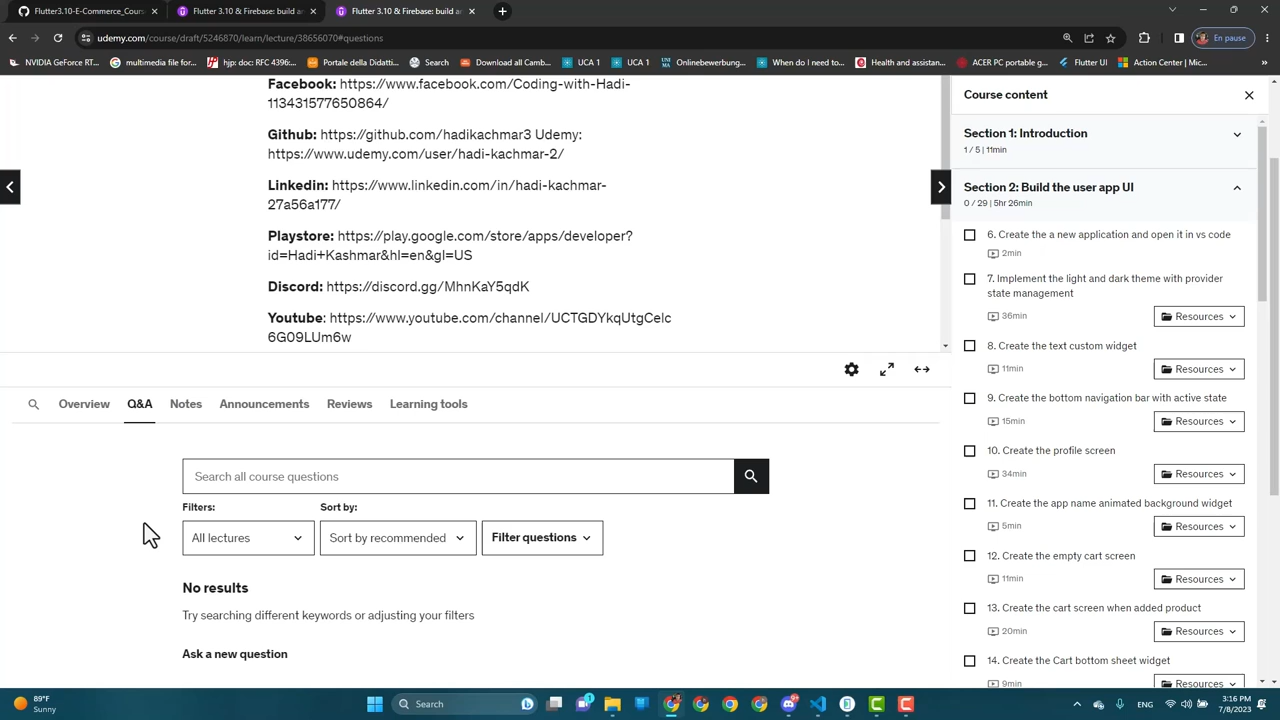 Flutter3.10-E-Commerce_Cours
Flutter 3.10 & Firebase build an
Flutter 3.10 & Firebase: build an
udemy.com/course/draft/5246870/learn/lecture/38656070#questions
En pause
NVIDIA GeForce RT...
multimedia file for...
hjpc doc: RFC 4396:...
Portale della Didatti...
Search
Download all Camb...
UCA 1
UCA 1
Onlinebewerbung...
When do I need to...
Health and assistan...
ACER PC portable g...
Flutter UI
Action Center | Mic...
Facebook: https://www.facebook.com/Coding-with-Hadi-
113431577650864/
Github: https://github.com/hadikachmar3 Udemy:
https://www.udemy.com/user/hadi-kachmar-2/
Linkedin: https://www.linkedin.com/in/hadi-kachmar-
27a56a177/
Playstore: https://play.google.com/store/apps/developer?
id=Hadi+Kashmar&hl=en&gl=US
Discord: https://discord.gg/MhnKaY5qdK
Youtube: https://www.youtube.com/channel/UCTGDYkqUtgCelc
6G09LUm6w
Overview
Q&A
Notes
Announcements
Reviews
Learning tools
Search all course questions
Filters:
Sort by:
All lectures
Sort by recommended
Filter questions
No results
Try searching different keywords or adjusting your filters
Ask a new question
Course content
Section 1: Introduction
1 / 5 | 11min
Section 2: Build the user app UI
0 / 29 | 5hr 26min
6. Create the a new application and open it in vs code
2min
7. Implement the light and dark theme with provider
state management
36min
Resources
8. Create the text custom widget
11min
Resources
9. Create the bottom navigation bar with active state
15min
Resources
10. Create the profile screen
34min
Resources
11. Create the app name animated background widget
5min
Resources
12. Create the empty cart screen
11min
Resources
13. Create the cart screen when added product
20min
Resources
14. Create the Cart bottom sheet widget
9min
Resources
89°F
Sunny
Search
3:16 PM
7/8/2023